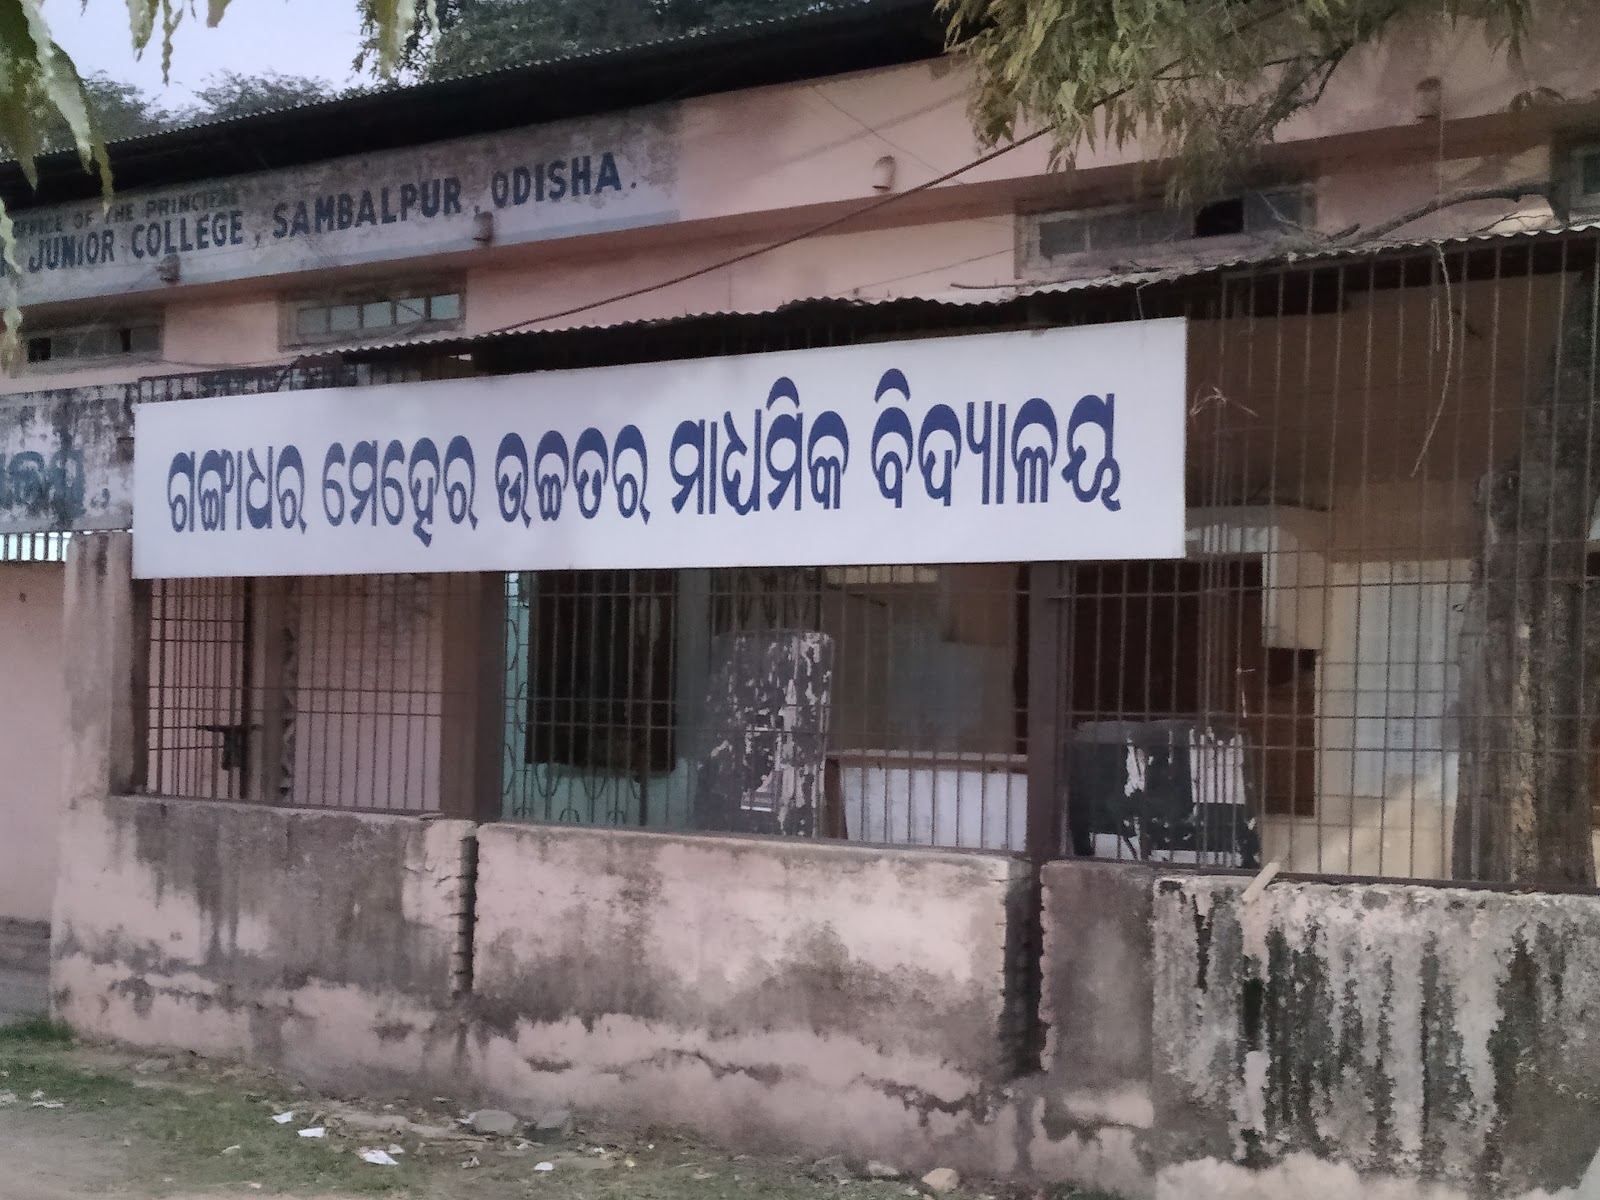 OFFICE OF THE PRINCIPAL
JUNIOR COLLEGE, SAMBALPUR, ODISHA.
ଗଙ୍ଗାଧର ମେହେର ଉଚ୍ଚତର ମାଧ୍ୟମିକ ବିଦ୍ୟାଳୟ